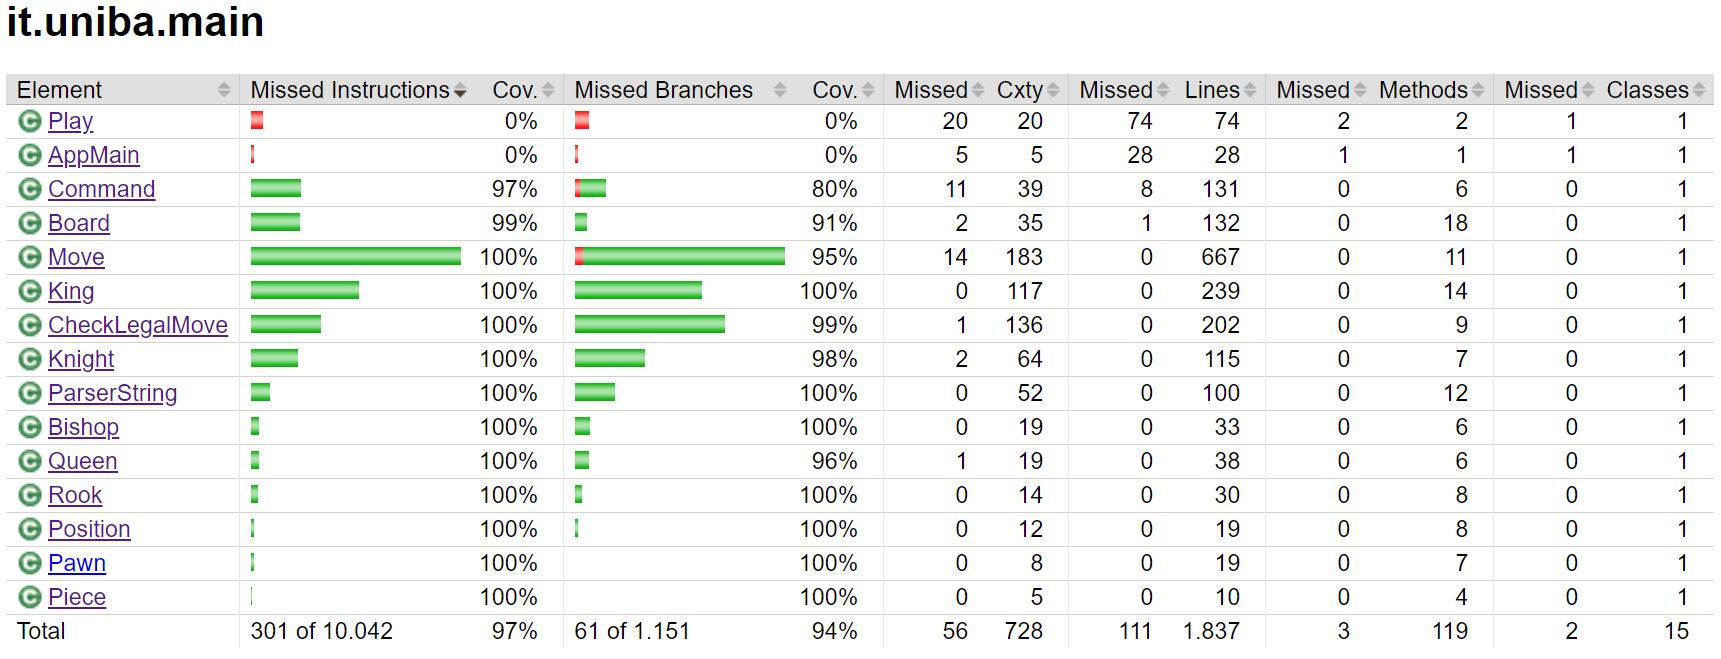 it.uniba.main
Element Missed Instructions Cov. Missed Branches Cov. Missed Cxty Missed Lines Missed Methods Missed Classes
C Play 0% 0% 20 20 74 74 2 2 1 1
C AppMain 0% 0% 5 5 28 28 1 1 1 1
C Command 97% 80% 11 39 8 131 0 6 0 1
C Board 99% 91% 2 35 1 132 0 18 0 1
C Move 100% 95% 14 183 0 667 0 11 0 1
C King 100% 100% 0 117 0 239 0 14 0 1
C CheckLegalMove 100% 99% 1 136 0 202 0 9 0 1
C Knight 100% 98% 2 64 0 115 0 7 0 1
C ParserString 100% 100% 0 52 0 100 0 12 0 1
C Bishop 100% 100% 0 19 0 33 0 6 0 1
C Queen 100% 96% 1 19 0 38 0 6 0 1
C Rook 100% 100% 0 14 0 30 0 8 0 1
C Position 100% 100% 0 12 0 19 0 8 0 1
C Pawn 100% 100% 0 8 0 19 0 7 0 1
C Piece 100% 100% 0 5 0 10 0 4 0 1
Total 301 of 10.042 97% 61 of 1.151 94% 56 728 111 1.837 3 119 2 15